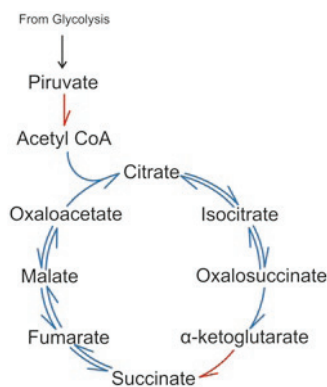 From Glycolysis
Piruvate
Acetyl CoA
Citrate
Oxaloacetate
Isocitrate
Malate
Oxalosuccinate
Fumarate
α-ketoglutarate
Succinate